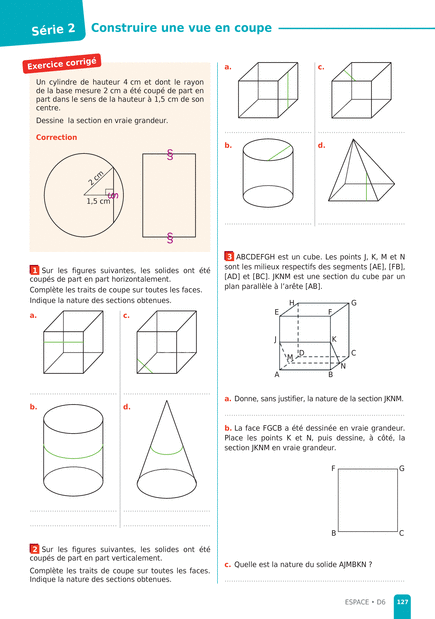 Série 2
Construire une vue en coupe
Exercice corrigé
Un cylindre de hauteur 4 cm et dont le rayon
de la base mesure 2 cm a été coupé de part en
part dans le sens de la hauteur à 1,5 cm de son
centre.
Dessine la section en vraie grandeur.
Correction
2 cm
1,5 cm
§
§
§
1 Sur les figures suivantes, les solides ont été
coupés de part en part horizontalement.
Complète les traits de coupe sur toutes les faces.
Indique la nature des sections obtenues.
a.
c.
b.
d.
2 Sur les figures suivantes, les solides ont été
coupés de part en part verticalement.
Complète les traits de coupe sur toutes les faces.
Indique la nature des sections obtenues.
a.
c.
b.
d.
3 ABCDEFGH est un cube. Les points J, K, M et N
sont les milieux respectifs des segments [AE], [FB],
[AD] et [BC]. JKNM est une section du cube par un
plan parallèle à l'arête [AB].
H
G
E
F
J
K
D
C
M
N
A
B
a. Donne, sans justifier, la nature de la section JKNM.
b. La face FGCB a été dessinée en vraie grandeur.
Place les points K et N, puis dessine, à côté, la
section JKNM en vraie grandeur.
F
G
B
C
c. Quelle est la nature du solide AJMBKN ?
ESPACE • D6
127